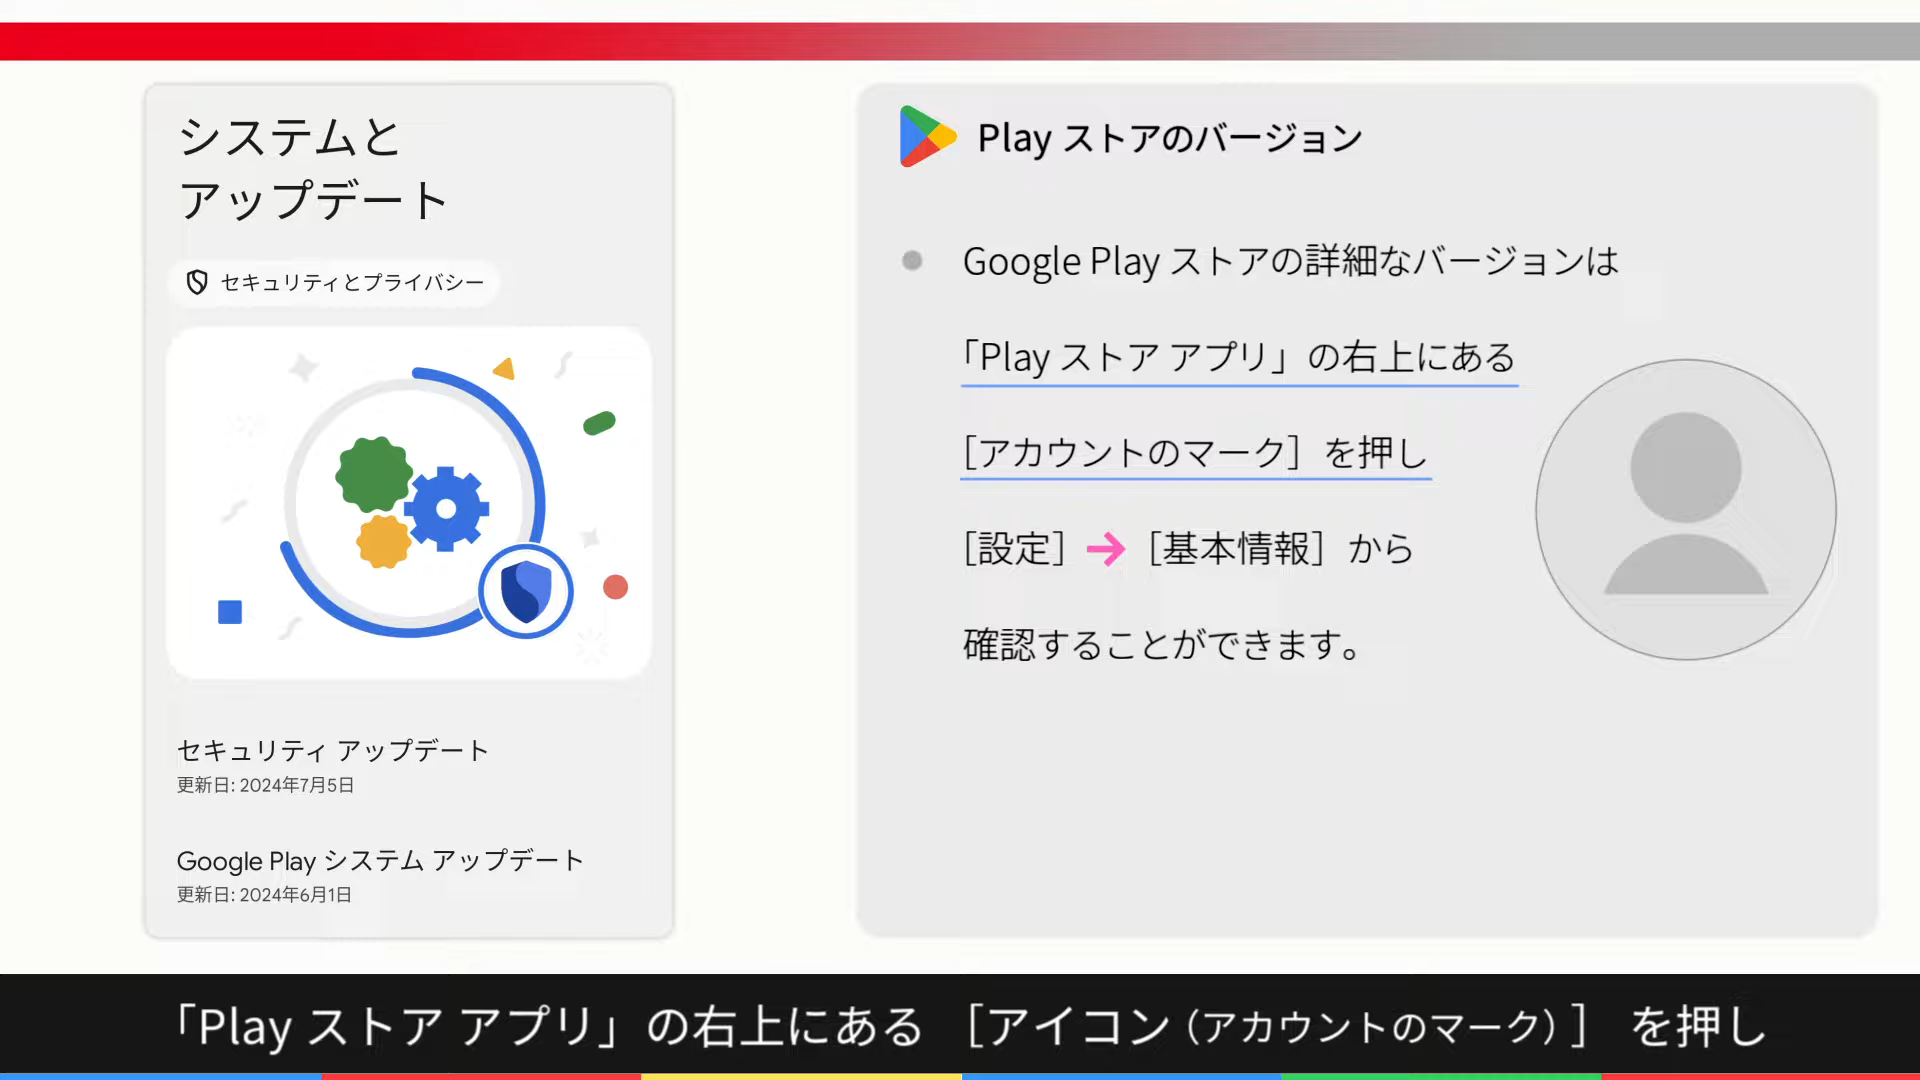 システムと
アップデート
セキュリティとプライバシー
セキュリティ アップデート
更新日: 2024年7月5日
Google Play システム アップデート
更新日: 2024年6月1日
Play ストアのバージョン
Google Play ストアの詳細なバージョンは
「Play ストア アプリ」の右上にある
［アカウントのマーク］を押し
［設定］➔［基本情報］から
確認することができます。
「Play ストア アプリ」の右上にある ［アイコン（アカウントのマーク）］ を押し